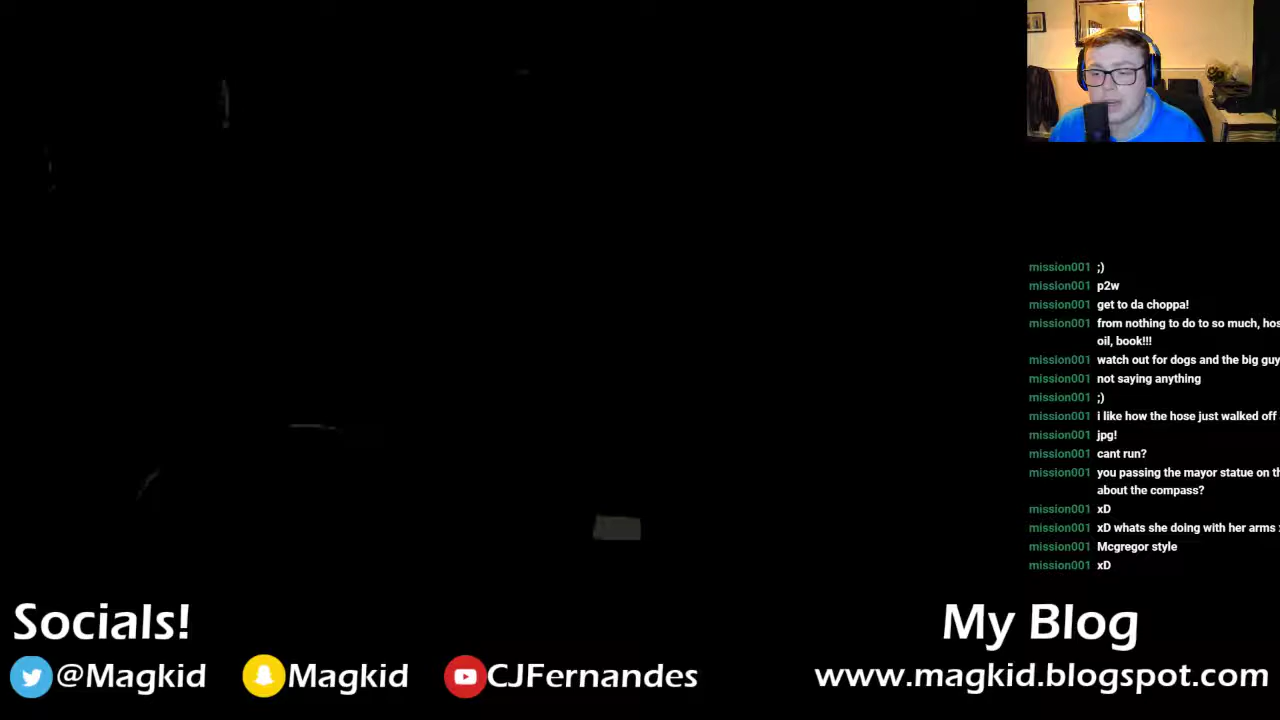 mission001 ;)
mission001 p2w
mission001 get to da choppa!
mission001 from nothing to do to so much, hos
oil, book!!!
mission001 watch out for dogs and the big guy
mission001 not saying anything
mission001 ;)
mission001 i like how the hose just walked off
mission001 jpg!
mission001 cant run?
mission001 you passing the mayor statue on th
about the compass?
mission001 xD
mission001 xD whats she doing with her arms
mission001 Mcgregor style
mission001 xD
Socials!
My Blog
@Magkid Magkid CJFernandes
www.magkid.blogspot.com